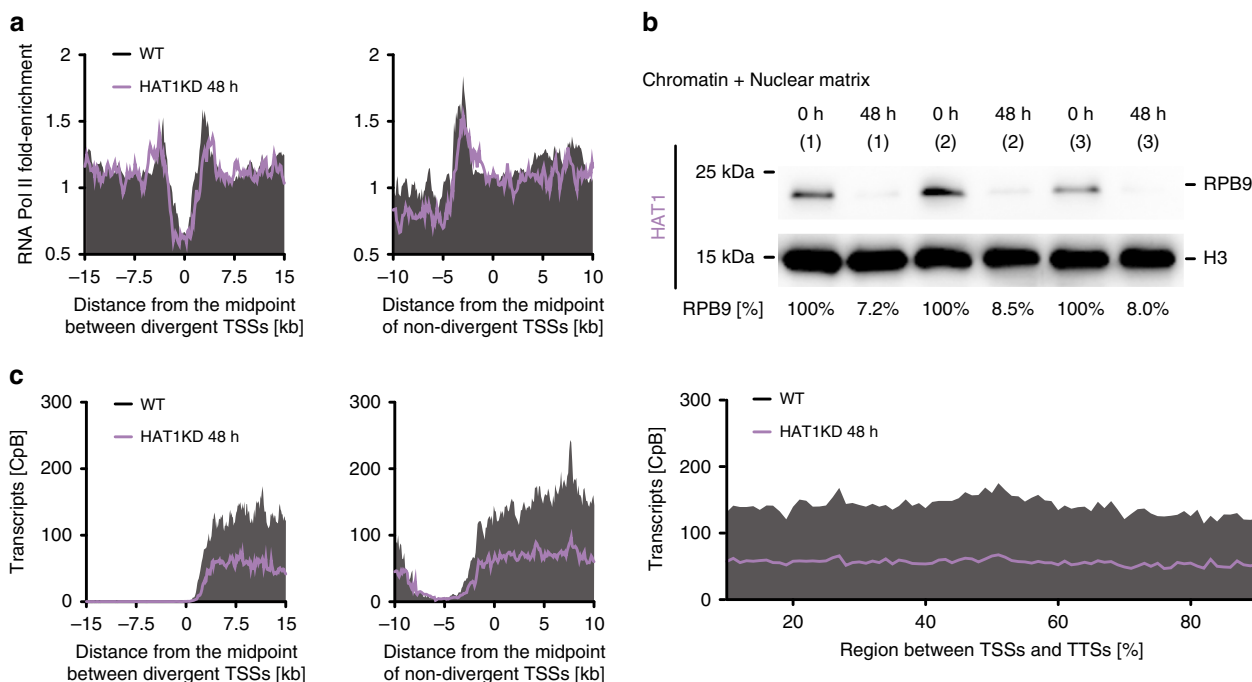 a
RNA Pol II fold-enrichment
2
1.5
1
0.5
WT
HAT1KD 48 h
–15 –7.5 0 7.5 15
Distance from the midpoint
between divergent TSSs [kb]
2
1.5
1
0.5
–10 –5 0 5 10
Distance from the midpoint
of non-divergent TSSs [kb]
b
Chromatin + Nuclear matrix
0 h 48 h 0 h 48 h 0 h 48 h
(1) (1) (2) (2) (3) (3)
HAT1
25 kDa
RPB9
15 kDa
H3
RPB9 [%] 100% 7.2% 100% 8.5% 100% 8.0%
c
Transcripts [CpB]
300
200
100
0
WT
HAT1KD 48 h
–15 –7.5 0 7.5 15
Distance from the midpoint
between divergent TSSs [kb]
300
200
100
0
–10 –5 0 5 10
Distance from the midpoint
of non-divergent TSSs [kb]
Transcripts [CpB]
300
200
100
0
WT
HAT1KD 48 h
20 40 60 80
Region between TSSs and TTSs [%]